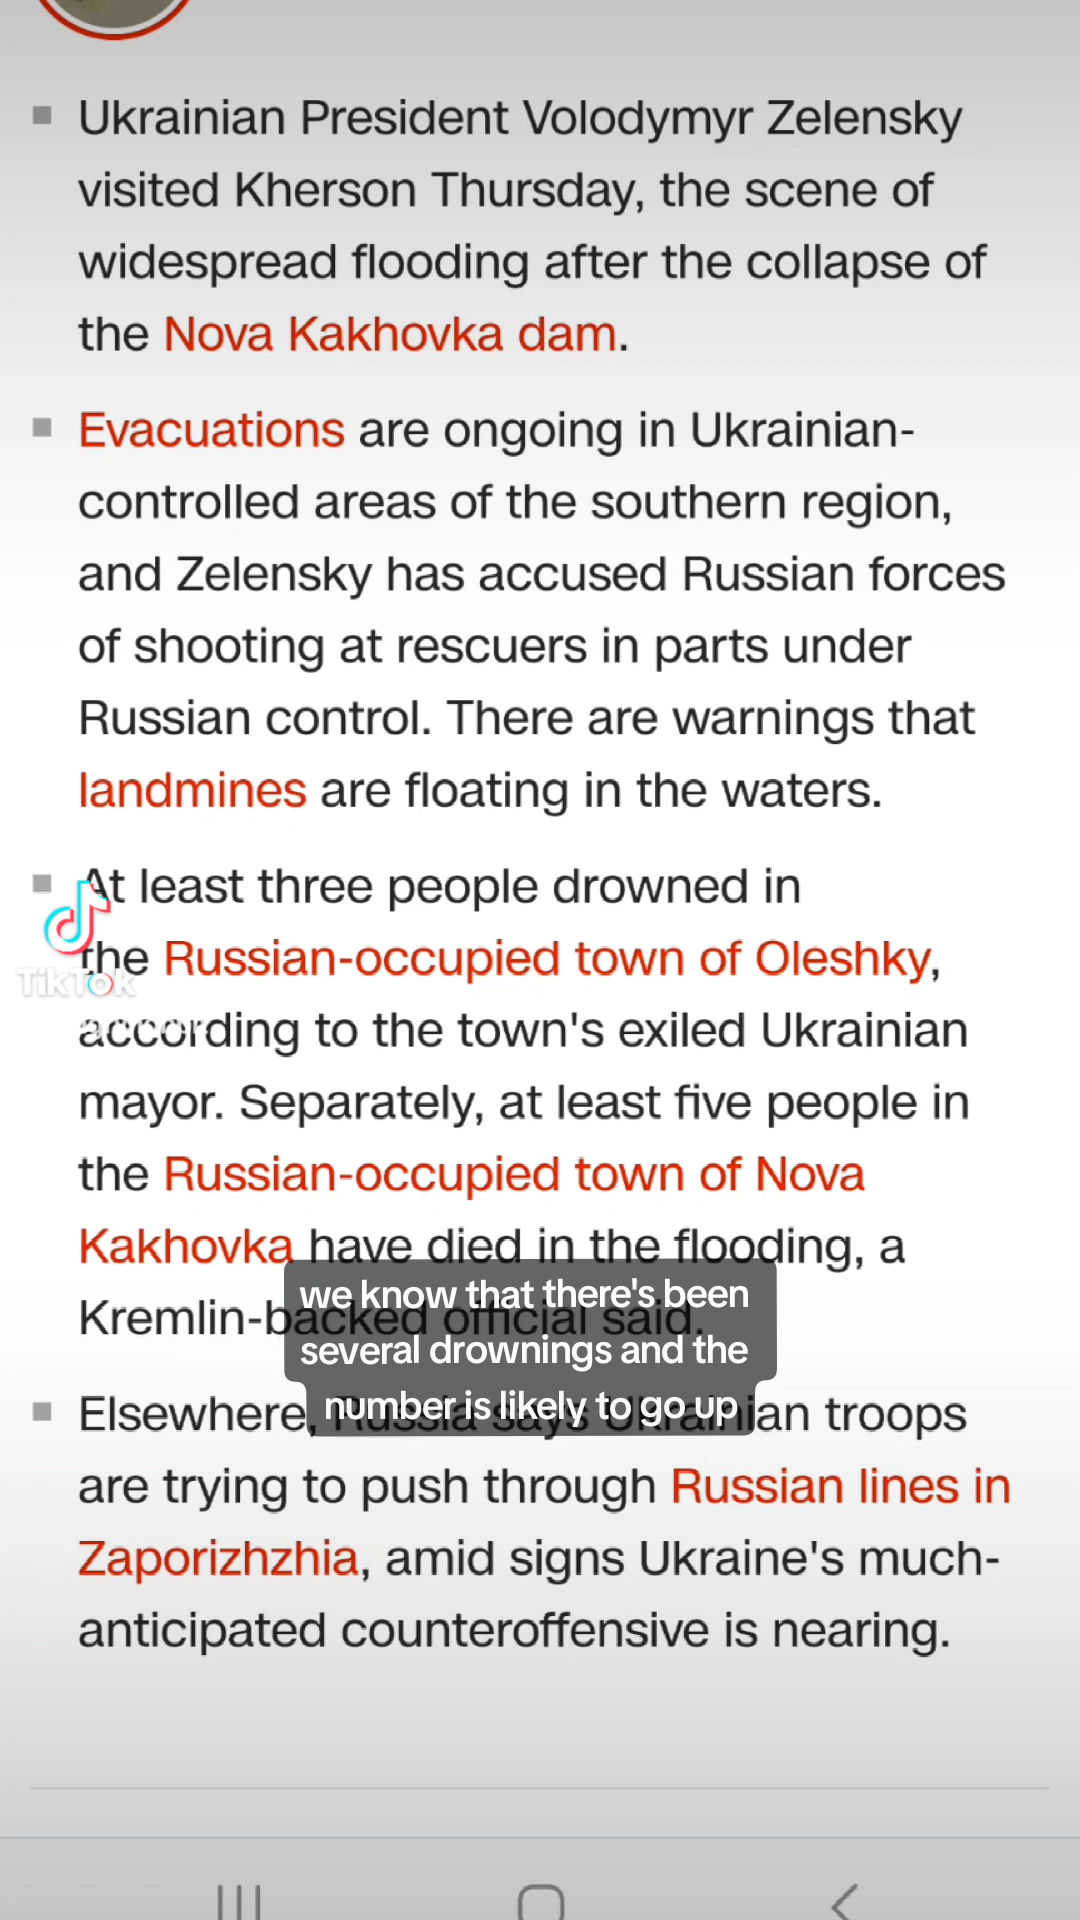 Ukrainian President Volodymyr Zelensky
visited Kherson Thursday, the scene of
widespread flooding after the collapse of
the Nova Kakhovka dam.
Evacuations are ongoing in Ukrainian-
controlled areas of the southern region,
and Zelensky has accused Russian forces
of shooting at rescuers in parts under
Russian control. There are warnings that
landmines are floating in the waters.
At least three people drowned in
the Russian-occupied town of Oleshky,
TikTok
according to the town's exiled Ukrainian
mayor. Separately, at least five people in
the Russian-occupied town of Nova
Kakhovka have died in the flooding, a
Kremlin-backed official said.
we know that there's been
several drownings and the
number is likely to go up
Elsewhere, Russia says Ukrainian troops
are trying to push through Russian lines in
Zaporizhzhia, amid signs Ukraine's much-
anticipated counteroffensive is nearing.